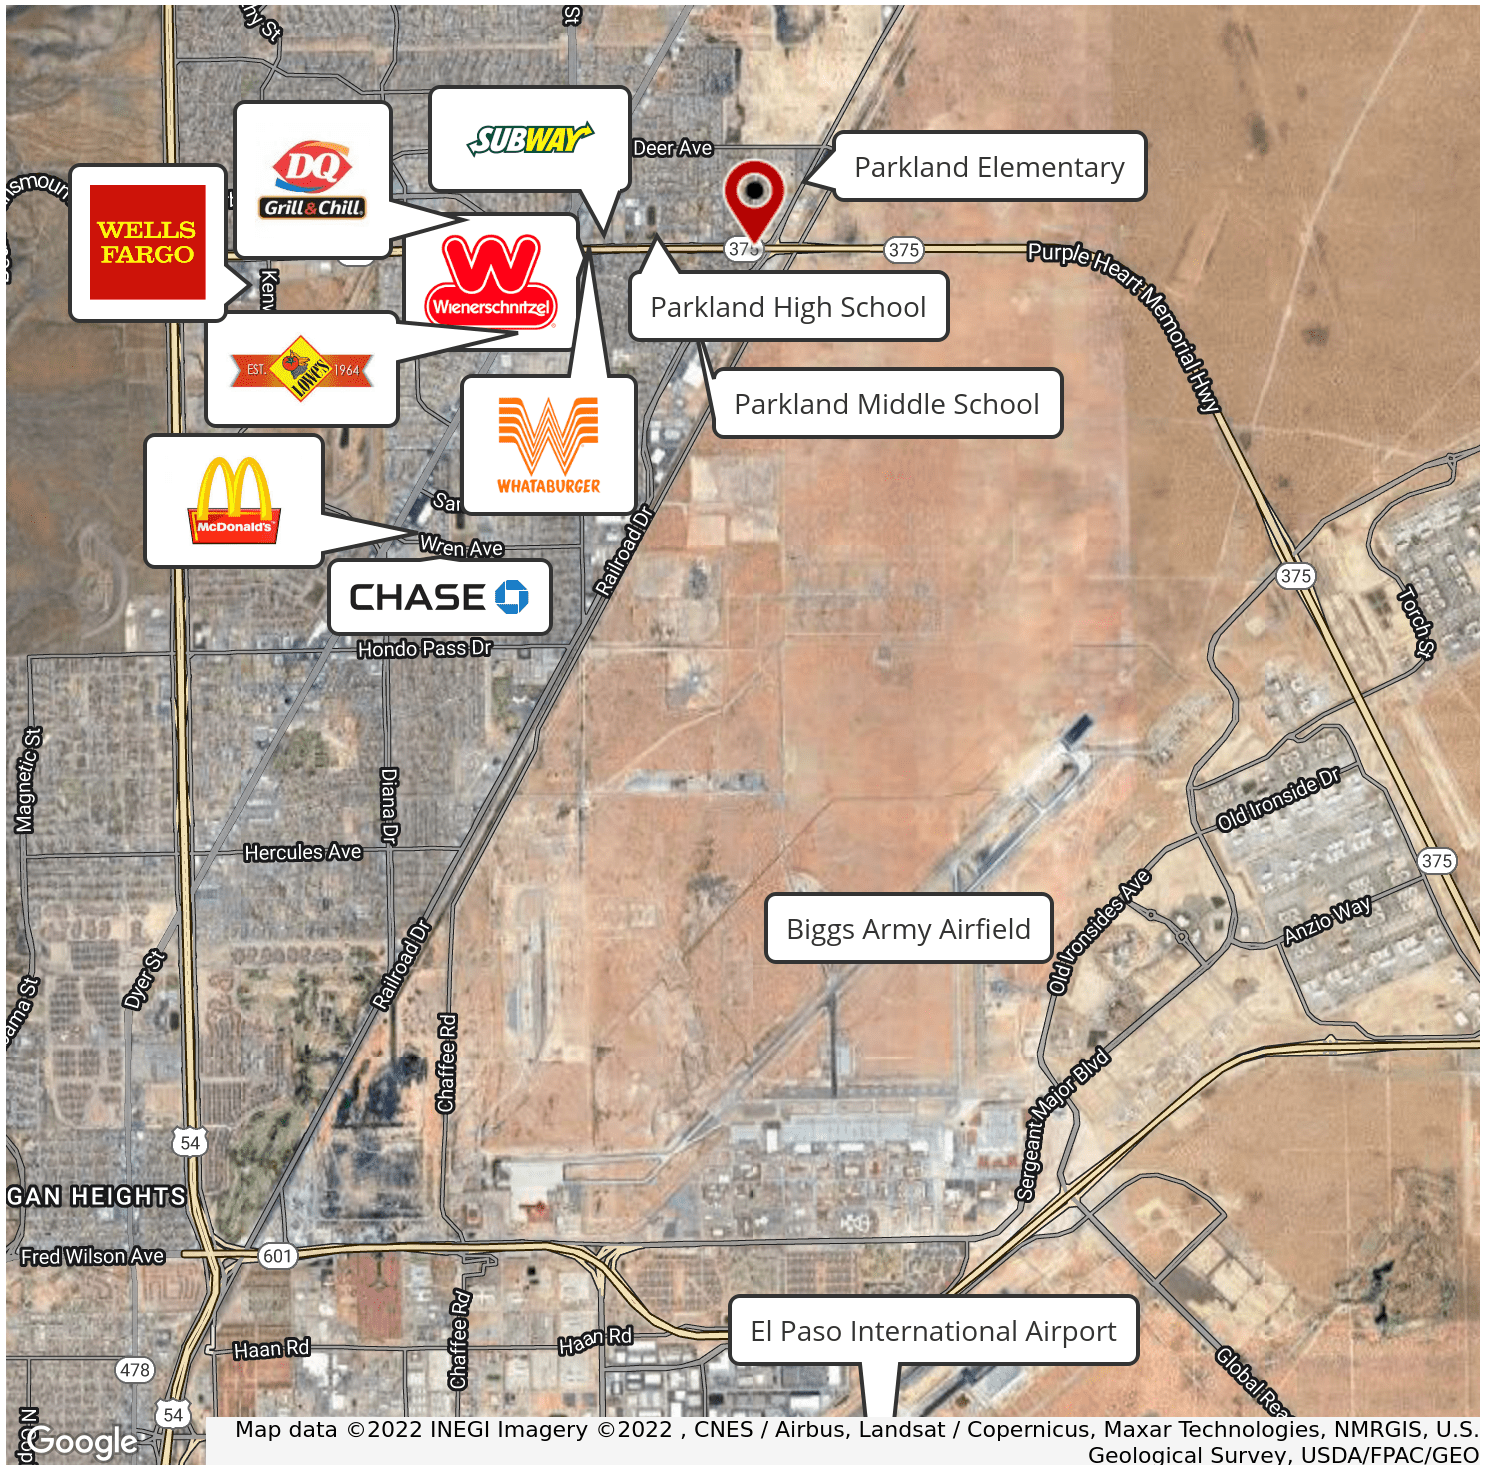 St
Deer Ave
SUBWAY
DQ
Grill & Chill
Parkland Elementary
WELLS
FARGO
375
375
Purple Heart Memorial Hwy
Wienerschnitzel
Parkland High School
EST.
LOWE'S
1964
Parkland Middle School
WHATABURGER
McDonald's
Wren Ave
Railroad Dr
CHASE
375
Torch St
Hondo Pass Dr
Magnetic St
Diana Dr
Old Ironside Dr
Hercules Ave
375
Biggs Army Airfield
Old Ironsides Ave
Anzio Way
Dyer St
Railroad Dr
Chaffee Rd
Sergeant Major Blvd
54
GAN HEIGHTS
Fred Wilson Ave
601
Chaffee Rd
Haan Rd
Haan Rd
El Paso International Airport
478
Global Rea
54
Google
Map data ©2022 INEGI Imagery ©2022 , CNES / Airbus, Landsat / Copernicus, Maxar Technologies, NMRGIS, U.S.
Geological Survey, USDA/FPAC/GEO